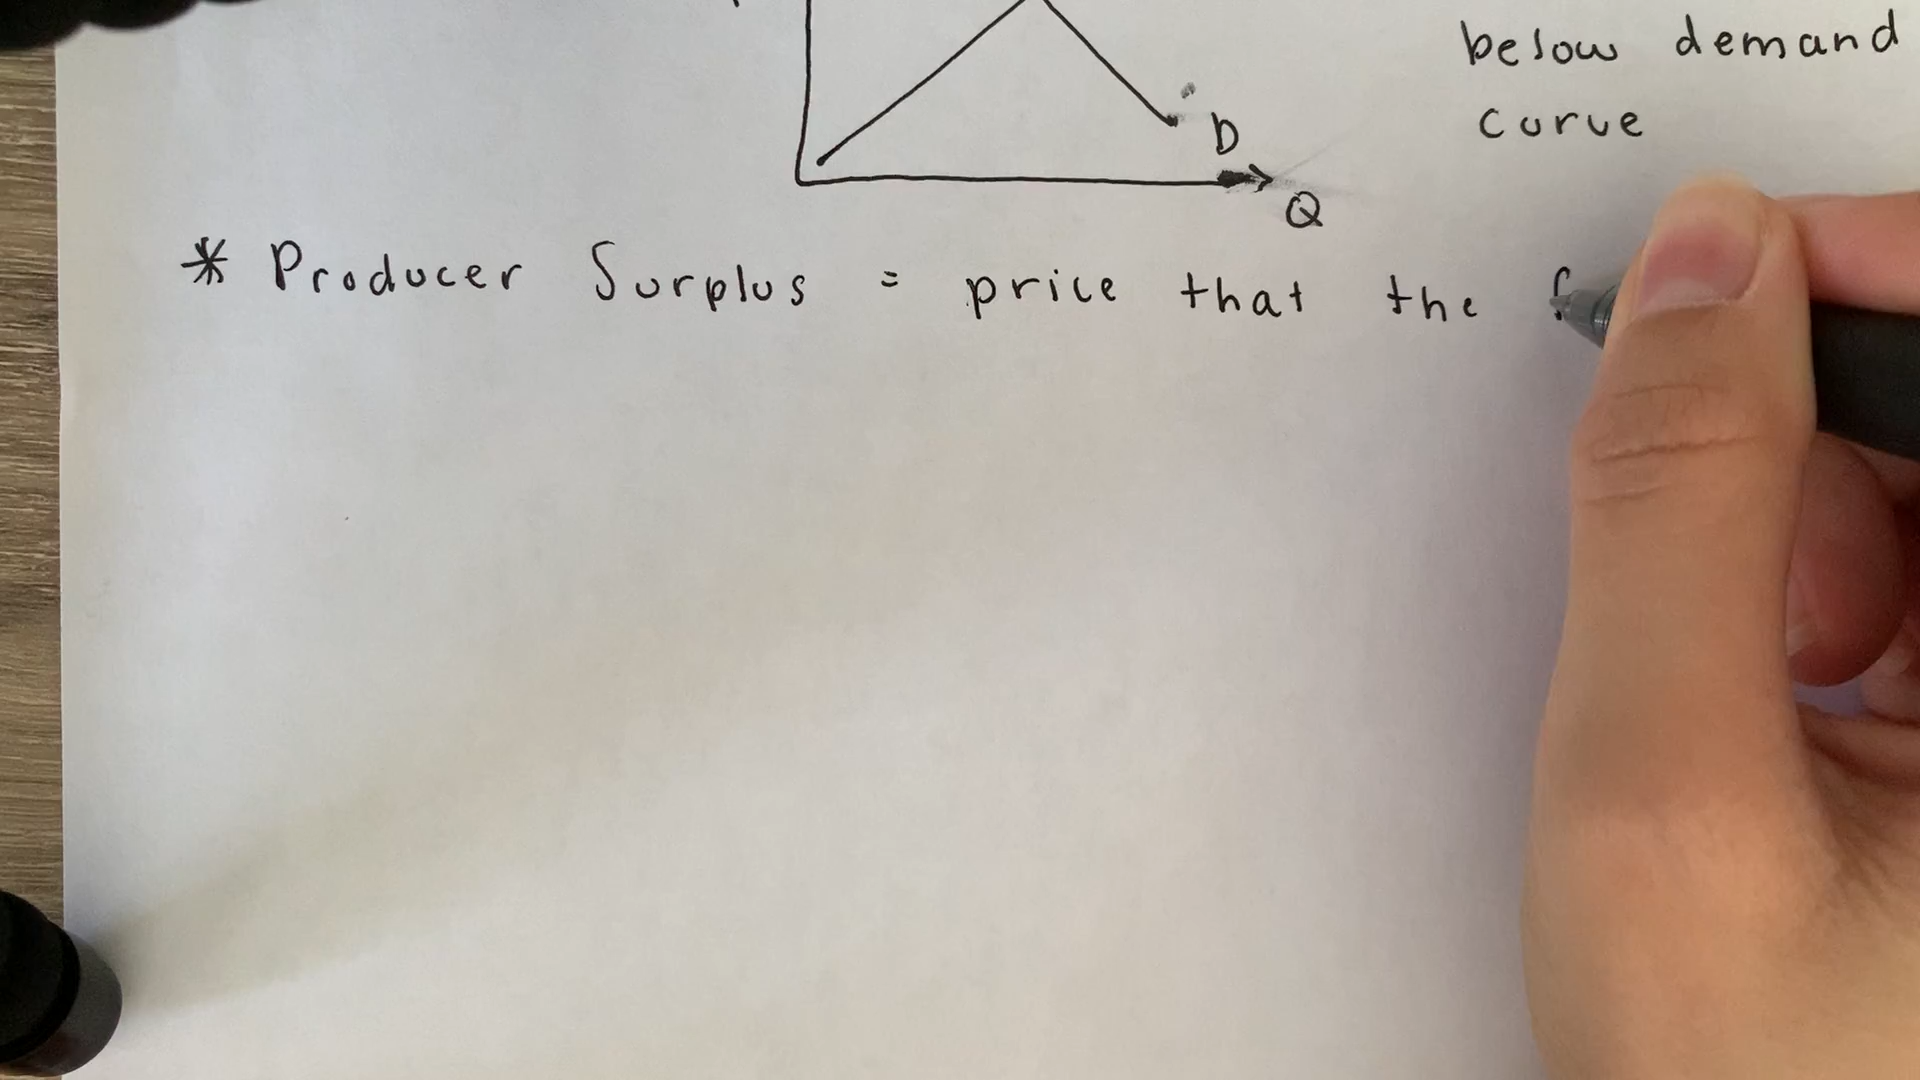 below demand
curve
D
Q
* Producer Surplus = price that the